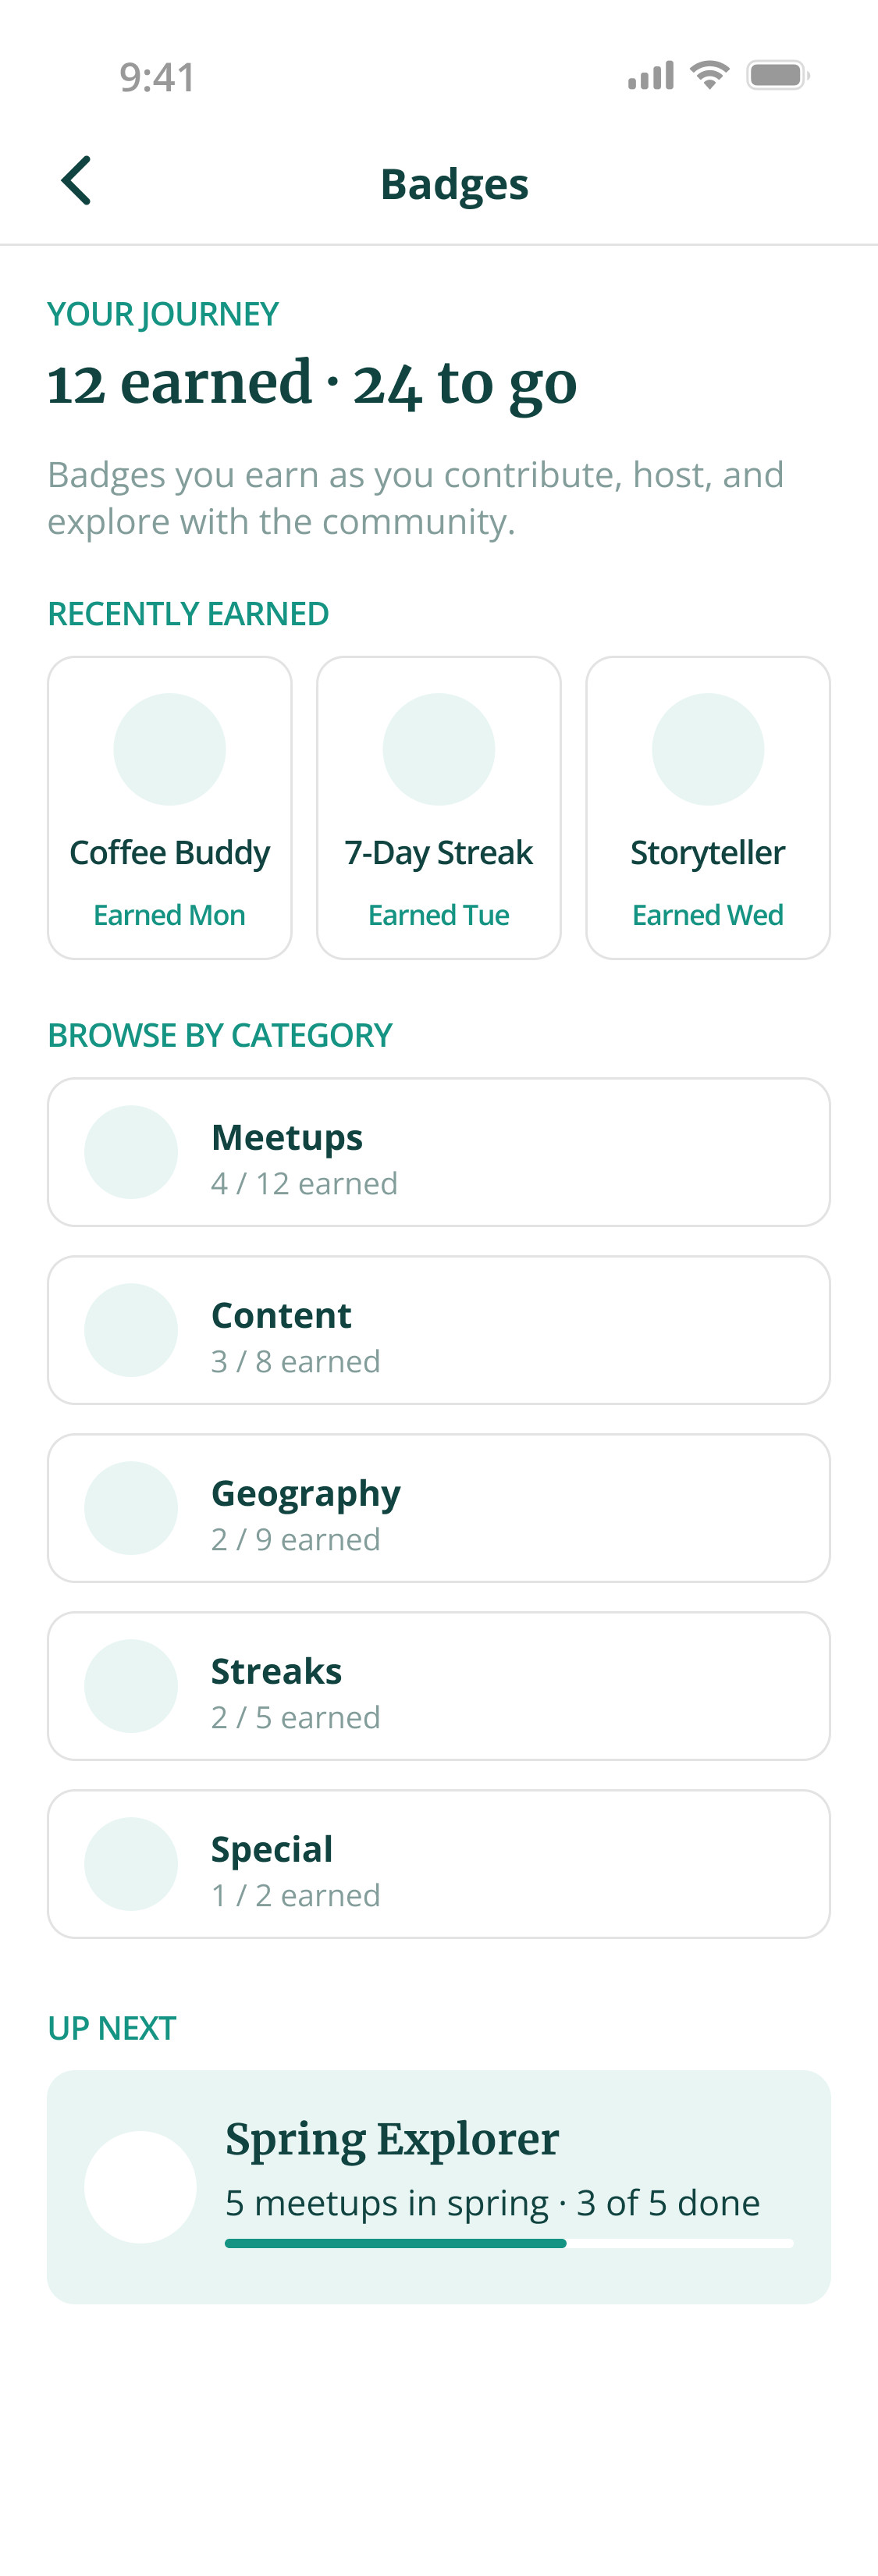 9:41
Badges
YOUR JOURNEY
12 earned · 24 to go
Badges you earn as you contribute, host, and
explore with the community.
RECENTLY EARNED
Coffee Buddy
Earned Mon
7-Day Streak
Earned Tue
Storyteller
Earned Wed
BROWSE BY CATEGORY
Meetups
4 / 12 earned
Content
3 / 8 earned
Geography
2 / 9 earned
Streaks
2 / 5 earned
Special
1 / 2 earned
UP NEXT
Spring Explorer
5 meetups in spring · 3 of 5 done